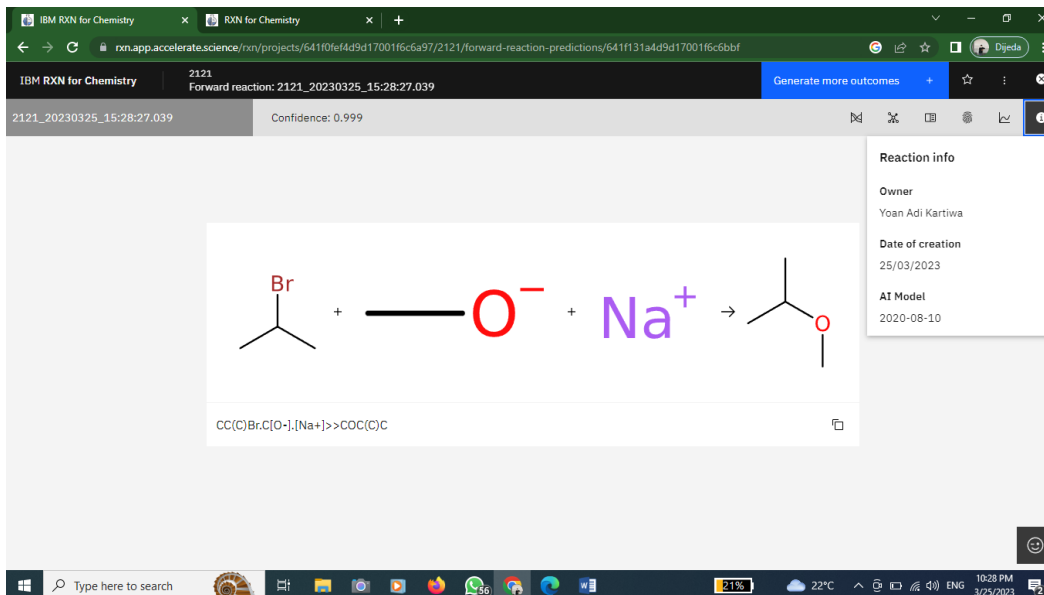 IBM RXN for Chemistry
RXN for Chemistry
rxn.app.accelerate.science/rxn/projects/641f0fef4d9d17001f6c6a97/2121/forward-reaction-predictions/641f131a4d9d17001f6c6bbf
Dijeda
IBM RXN for Chemistry
2121
Forward reaction: 2121_20230325_15:28:27.039
Generate more outcomes +
2121_20230325_15:28:27.039
Confidence: 0.999
Reaction info
Owner
Yoan Adi Kartiwa
Date of creation
25/03/2023
AI Model
2020-08-10
Br
+
O−
+
Na+
→
O
CC(C)Br.C[O-].[Na+]>>COC(C)C
Type here to search
56
21%
22°C
ENG
10:28 PM
3/25/2023
2